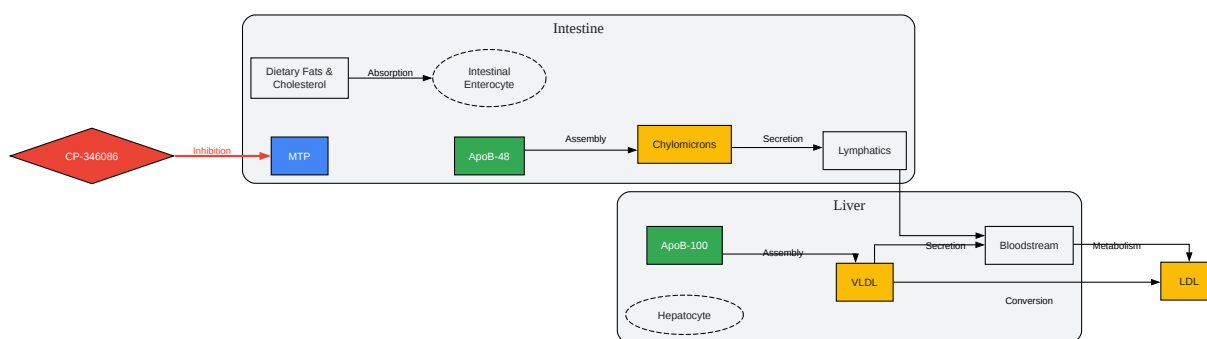 Intestine
Dietary Fats &
Cholesterol
Absorption
Intestinal
Enterocyte
CP-346086
Inhibition
MTP
ApoB-48
Assembly
Chylomicrons
Secretion
Lymphatics
Liver
ApoB-100
Assembly
VLDL
Secretion
Bloodstream
Metabolism
LDL
Conversion
Hepatocyte